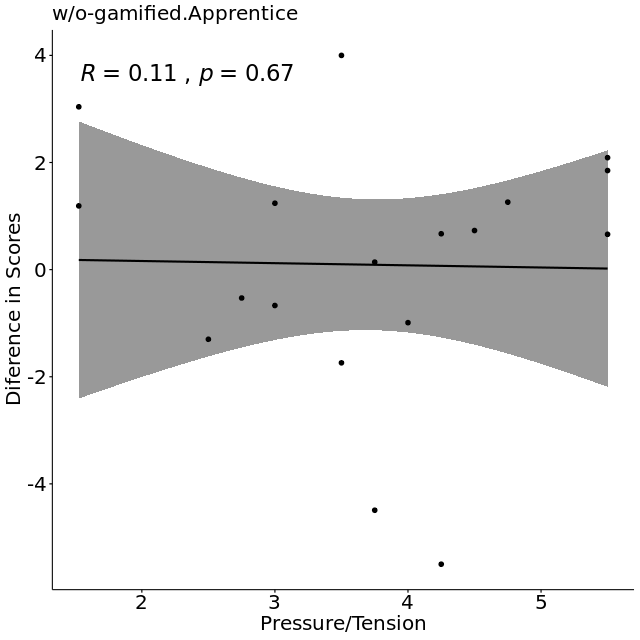 w/o-gamified.Apprentice
R = 0.11 , p = 0.67
4
2
0
-2
-4
Diference in Scores
2 3 4 5
Pressure/Tension